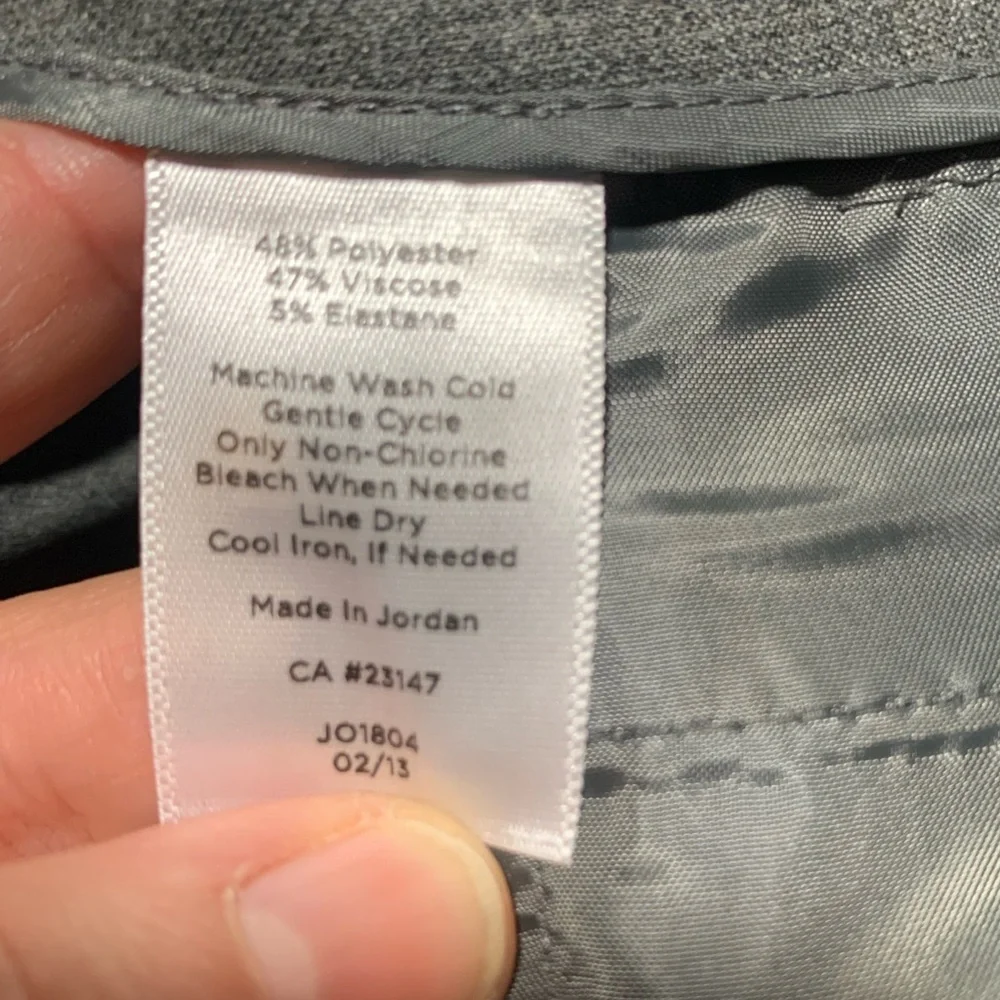 48% Polyester
47% Viscose
5% Elastane
Machine Wash Cold
Gentle Cycle
Only Non-Chlorine
Bleach When Needed
Line Dry
Cool Iron, If Needed
Made In Jordan
CA #23147
JO1804
02/13